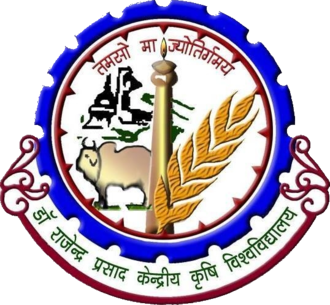 तमसो मा ज्योतिर्गमय
डॉ राजेन्द्र प्रसाद केन्द्रीय कृषि विश्वविद्यालय